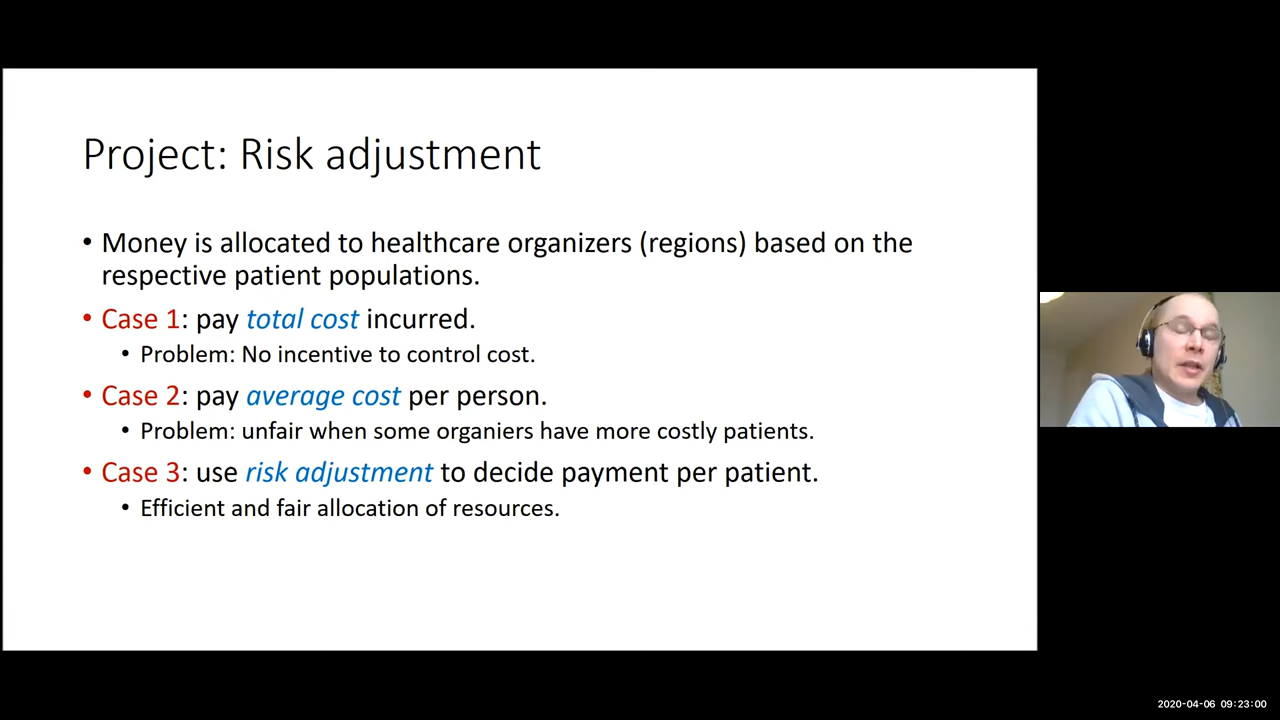 Project: Risk adjustment
• Money is allocated to healthcare organizers (regions) based on the
respective patient populations.
• Case 1: pay total cost incurred.
• Problem: No incentive to control cost.
• Case 2: pay average cost per person.
• Problem: unfair when some organiers have more costly patients.
• Case 3: use risk adjustment to decide payment per patient.
• Efficient and fair allocation of resources.
2020-04-06 09:23:00